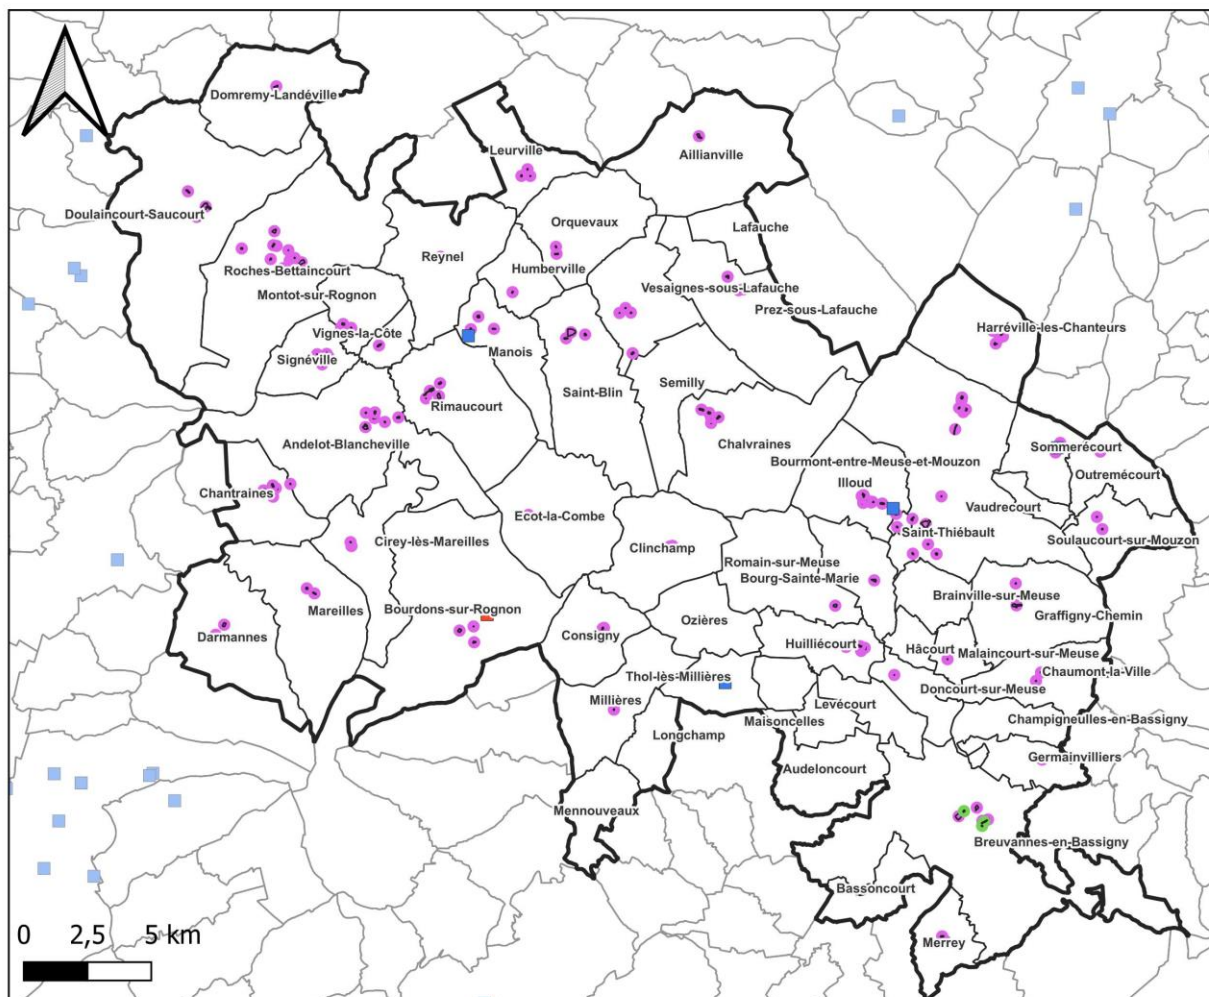 Domremy-Landéville
Leurville
Aillianville
Doulaincourt-Saucourt
Orquevaux
Lafauche
Reynel
Roches-Bettaincourt
Humberville
Vesaignes-sous-Lafauche
Montot-sur-Rognon
Prez-sous-Lafauche
Vignes-la-Côte
Harréville-les-Chanteurs
Signéville
Manois
Semilly
Saint-Blin
Rimaucourt
Andelot-Blancheville
Chalvraines
Sommerécourt
Bourmont-entre-Meuse-et-Mouzon
Outremécourt
Illoud
Chantraines
Vaudrecourt
Ecot-la-Combe
Saint-Thiébault
Cirey-lès-Mareilles
Soulaucourt-sur-Mouzon
Clinchamp
Romain-sur-Meuse
Bourg-Sainte-Marie
Brainville-sur-Meuse
Mareilles
Bourdons-sur-Rognon
Graffigny-Chemin
Ozières
Darmannes
Consigny
Huilliécourt
Hâcourt
Malaincourt-sur-Meuse
Chaumont-la-Ville
Thol-lès-Millières
Doncourt-sur-Meuse
Millières
Levécourt
Maisoncelles
Champigneulles-en-Bassigny
Longchamp
Germainvilliers
Audeloncourt
Mennouveaux
Breuvannes-en-Bassigny
Bassoncourt
Merrey
0 2,5 5 km